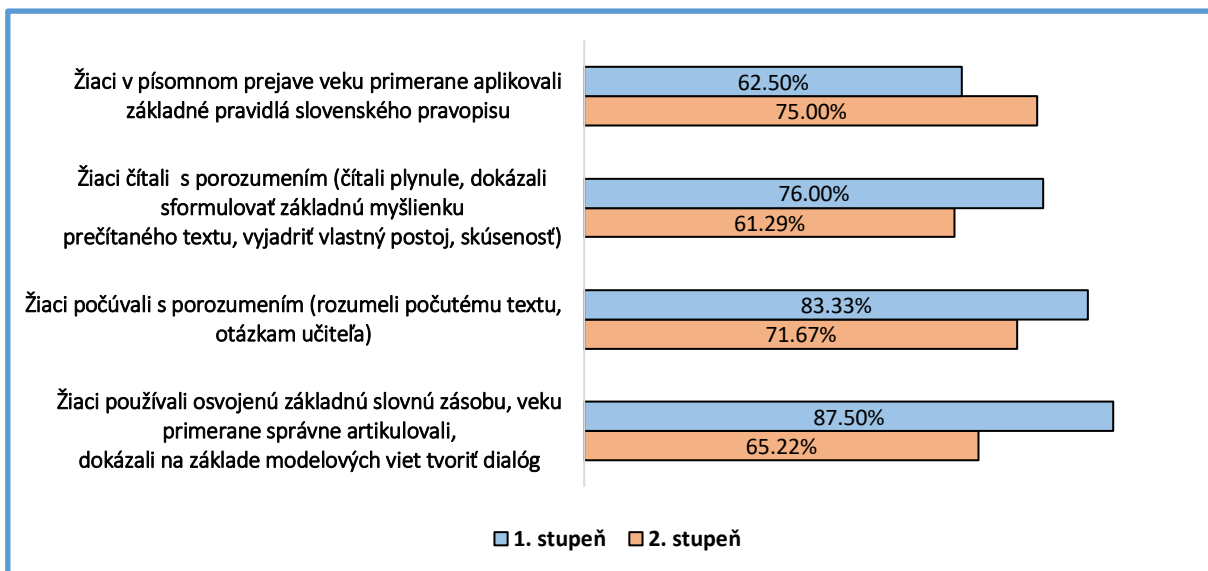 Žiaci v písomnom prejave veku primerane aplikovali
základné pravidlá slovenského pravopisu
62.50%
75.00%
Žiaci čítali  s porozumením (čítali plynule, dokázali
sformulovať základnú myšlienku
prečítaného textu, vyjadriť vlastný postoj, skúsenosť)
76.00%
61.29%
Žiaci počúvali s porozumením (rozumeli počutému textu,
otázkam učiteľa)
83.33%
71.67%
Žiaci používali osvojenú základnú slovnú zásobu, veku
primerane správne artikulovali,
dokázali na základe modelových viet tvoriť dialóg
87.50%
65.22%
1. stupeň 2. stupeň